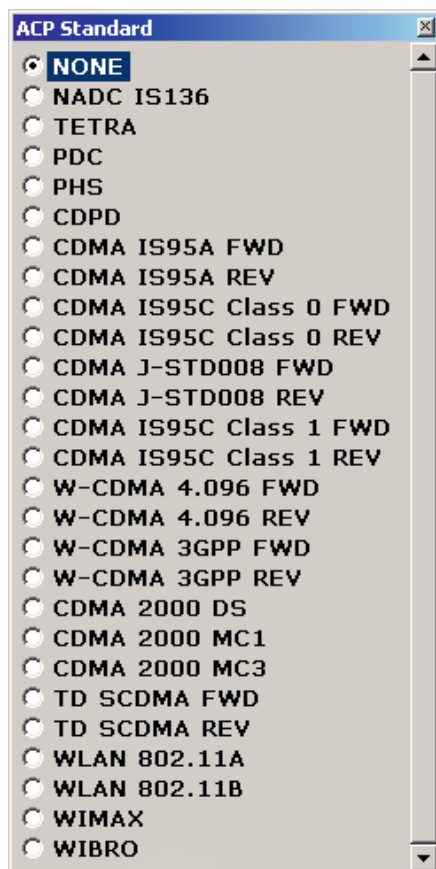 ACP Standard
NONE
NADC IS136
TETRA
PDC
PHS
CDPD
CDMA IS95A FWD
CDMA IS95A REV
CDMA IS95C Class 0 FWD
CDMA IS95C Class 0 REV
CDMA J-STD008 FWD
CDMA J-STD008 REV
CDMA IS95C Class 1 FWD
CDMA IS95C Class 1 REV
W-CDMA 4.096 FWD
W-CDMA 4.096 REV
W-CDMA 3GPP FWD
W-CDMA 3GPP REV
CDMA 2000 DS
CDMA 2000 MC1
CDMA 2000 MC3
TD SCDMA FWD
TD SCDMA REV
WLAN 802.11A
WLAN 802.11B
WIMAX
WIBRO